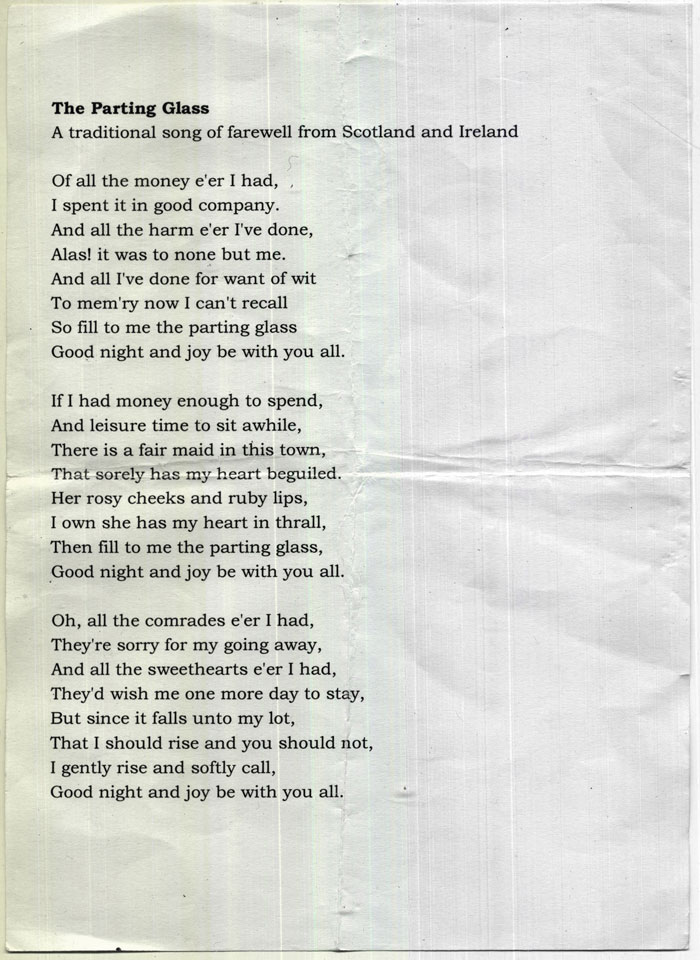 The Parting Glass
A traditional song of farewell from Scotland and Ireland
Of all the money e'er I had,
I spent it in good company.
And all the harm e'er I've done,
Alas! it was to none but me.
And all I've done for want of wit
To mem'ry now I can't recall
So fill to me the parting glass
Good night and joy be with you all.
If I had money enough to spend,
And leisure time to sit awhile,
There is a fair maid in this town,
That sorely has my heart beguiled.
Her rosy cheeks and ruby lips,
I own she has my heart in thrall,
Then fill to me the parting glass,
Good night and joy be with you all.
Oh, all the comrades e'er I had,
They're sorry for my going away,
And all the sweethearts e'er I had,
They'd wish me one more day to stay,
But since it falls unto my lot,
That I should rise and you should not,
I gently rise and softly call,
Good night and joy be with you all.